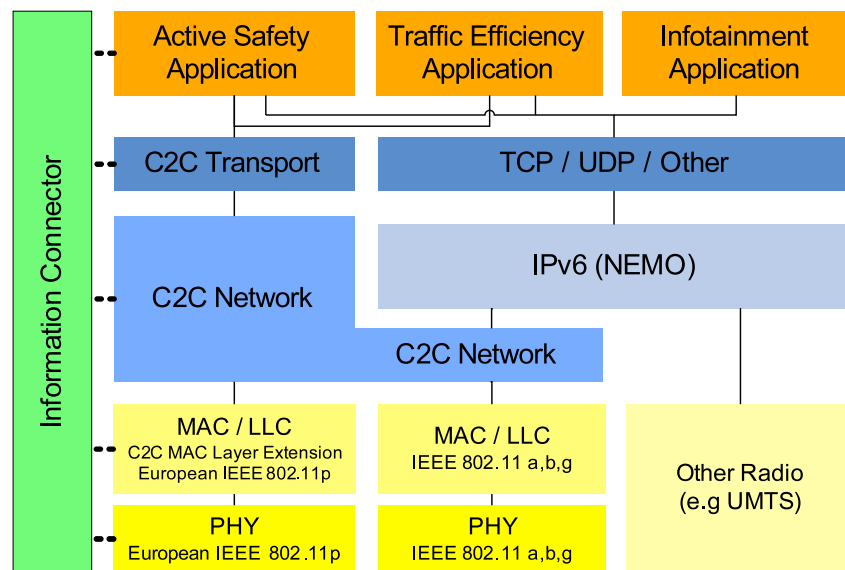 Information Connector
Active Safety
Application
Traffic Efficiency
Application
Infotainment
Application
C2C Transport
TCP / UDP / Other
C2C Network
IPv6 (NEMO)
C2C Network
MAC / LLC
C2C MAC Layer Extension
European IEEE 802.11p
MAC / LLC
IEEE 802.11 a,b,g
Other Radio
(e.g UMTS)
PHY
European IEEE 802.11p
PHY
IEEE 802.11 a,b,g